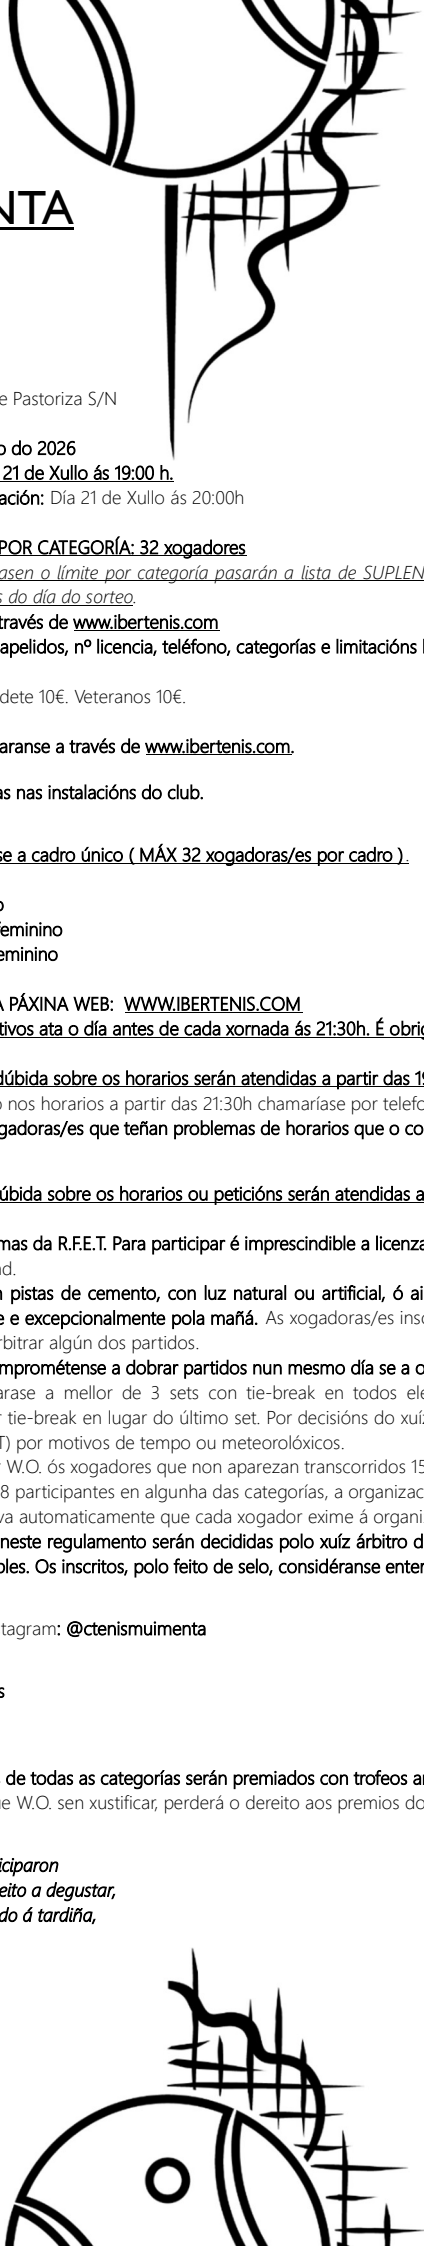 NTA
e Pastoriza S/N
o do 2026
21 de Xullo ás 19:00 h.
ación: Día 21 de Xullo ás 20:00h
POR CATEGORÍA: 32 xogadores
asen o límite por categoría pasarán a lista de SUPLEN
s do día do sorteo.
través de www.ibertenis.com
apelidos, nº licencia, teléfono, categorías e limitacións
dete 10€. Veteranos 10€.
aranse a través de www.ibertenis.com.
as nas instalacións do club.
se a cadro único ( MÁX 32 xogadoras/es por cadro ) .
o
feminino
eminino
A PÁXINA WEB: WWW.IBERTENIS.COM
tivos ata o día antes de cada xornada ás 21:30h. É obrig
dúbida sobre os horarios serán atendidas a partir das 19
o nos horarios a partir das 21:30h chamaríase por telefo
gadoras/es que teñan problemas de horarios que o co
úbida sobre os horarios ou peticións serán atendidas a
mas da R.F.E.T. Para participar é imprescindible a licenza
ad.
n pistas de cemento, con luz natural ou artificial, ó ai
e e excepcionalmente pola mañá. As xogadoras/es insc
rbitrar algún dos partidos.
omprométense a dobrar partidos nun mesmo día se a o
arase a mellor de 3 sets con tie-break en todos ele
r tie-break en lugar do último set. Por decisións do xuíz
T) por motivos de tempo ou meteorolóxicos.
W.O. ós xogadores que non aparezan transcorridos 15
8 participantes en algunha das categorías, a organizac
va automaticamente que cada xogador exime á organi
neste regulamento serán decididas polo xuíz árbitro d
bles. Os inscritos, polo feito de selo, considéranse enter
tagram: @ctenismuimenta
s
de todas as categorías serán premiados con trofeos ar
e W.O. sen xustificar, perderá o dereito aos premios do
iciparon
eito a degustar,
do á tardiña,